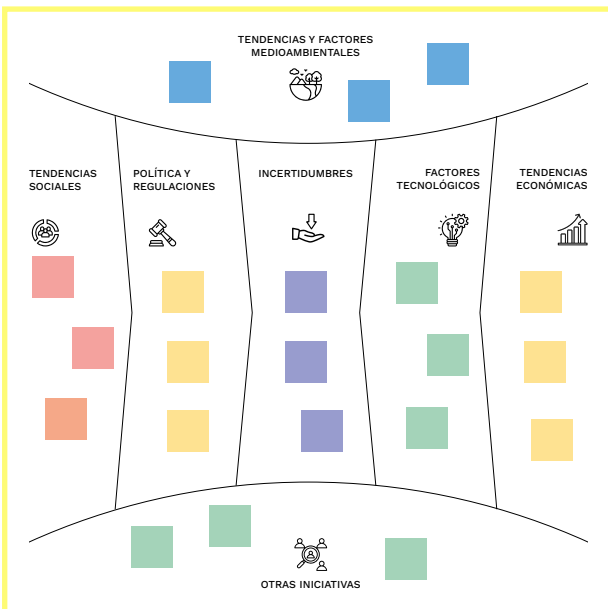 TENDENCIAS Y FACTORES
MEDIOAMBIENTALES
TENDENCIAS
SOCIALES
POLÍTICA Y
REGULACIONES
INCERTIDUMBRES
FACTORES
TECNOLÓGICOS
TENDENCIAS
ECONÓMICAS
OTRAS INICIATIVAS